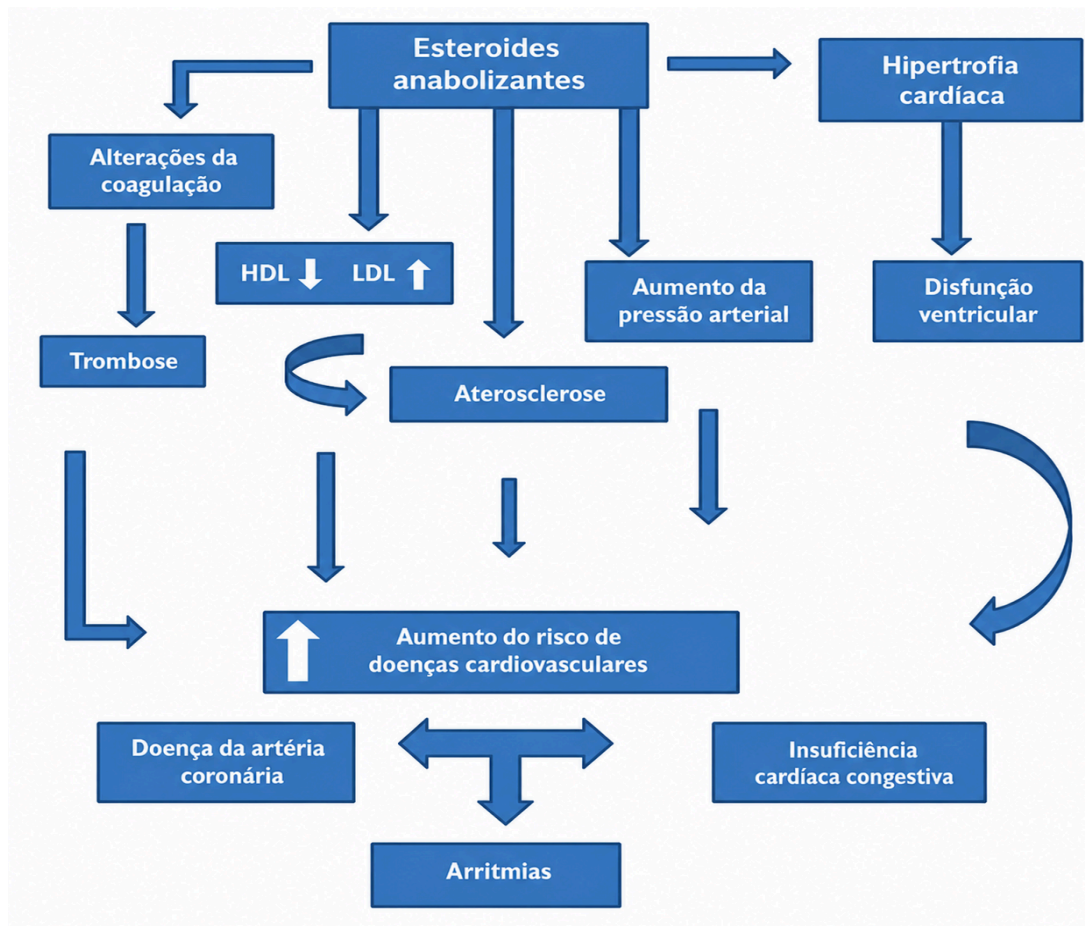 Esteroides
anabolizantes
Hipertrofia
cardíaca
Alterações da
coagulação
HDL LDL
Aumento da
pressão arterial
Disfunção
ventricular
Trombose
Aterosclerose
Aumento do risco de
doenças cardiovasculares
Doença da artéria
coronária
Insuficiência
cardíaca congestiva
Arritmias